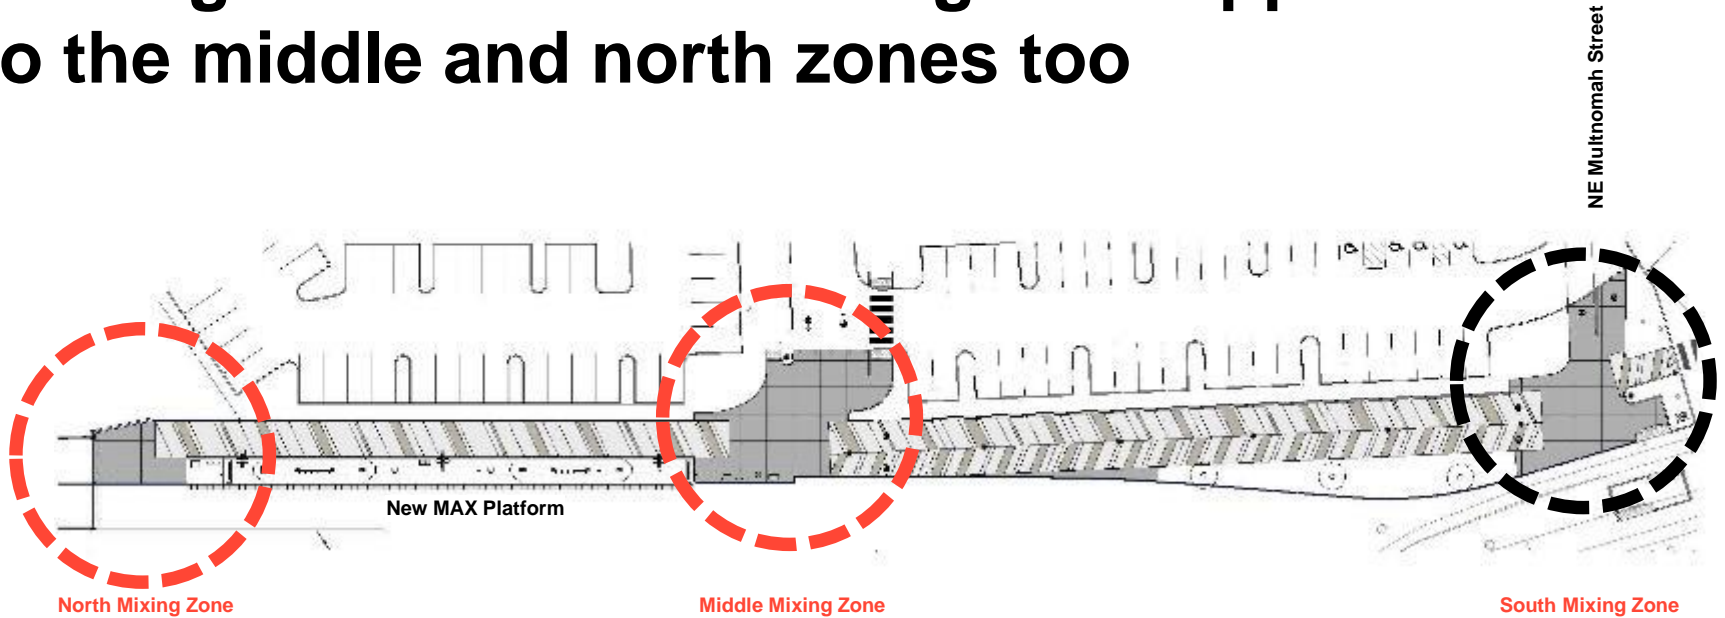 o the middle and north zones too
NE Multnomah Street
New MAX Platform
North Mixing Zone
Middle Mixing Zone
South Mixing Zone